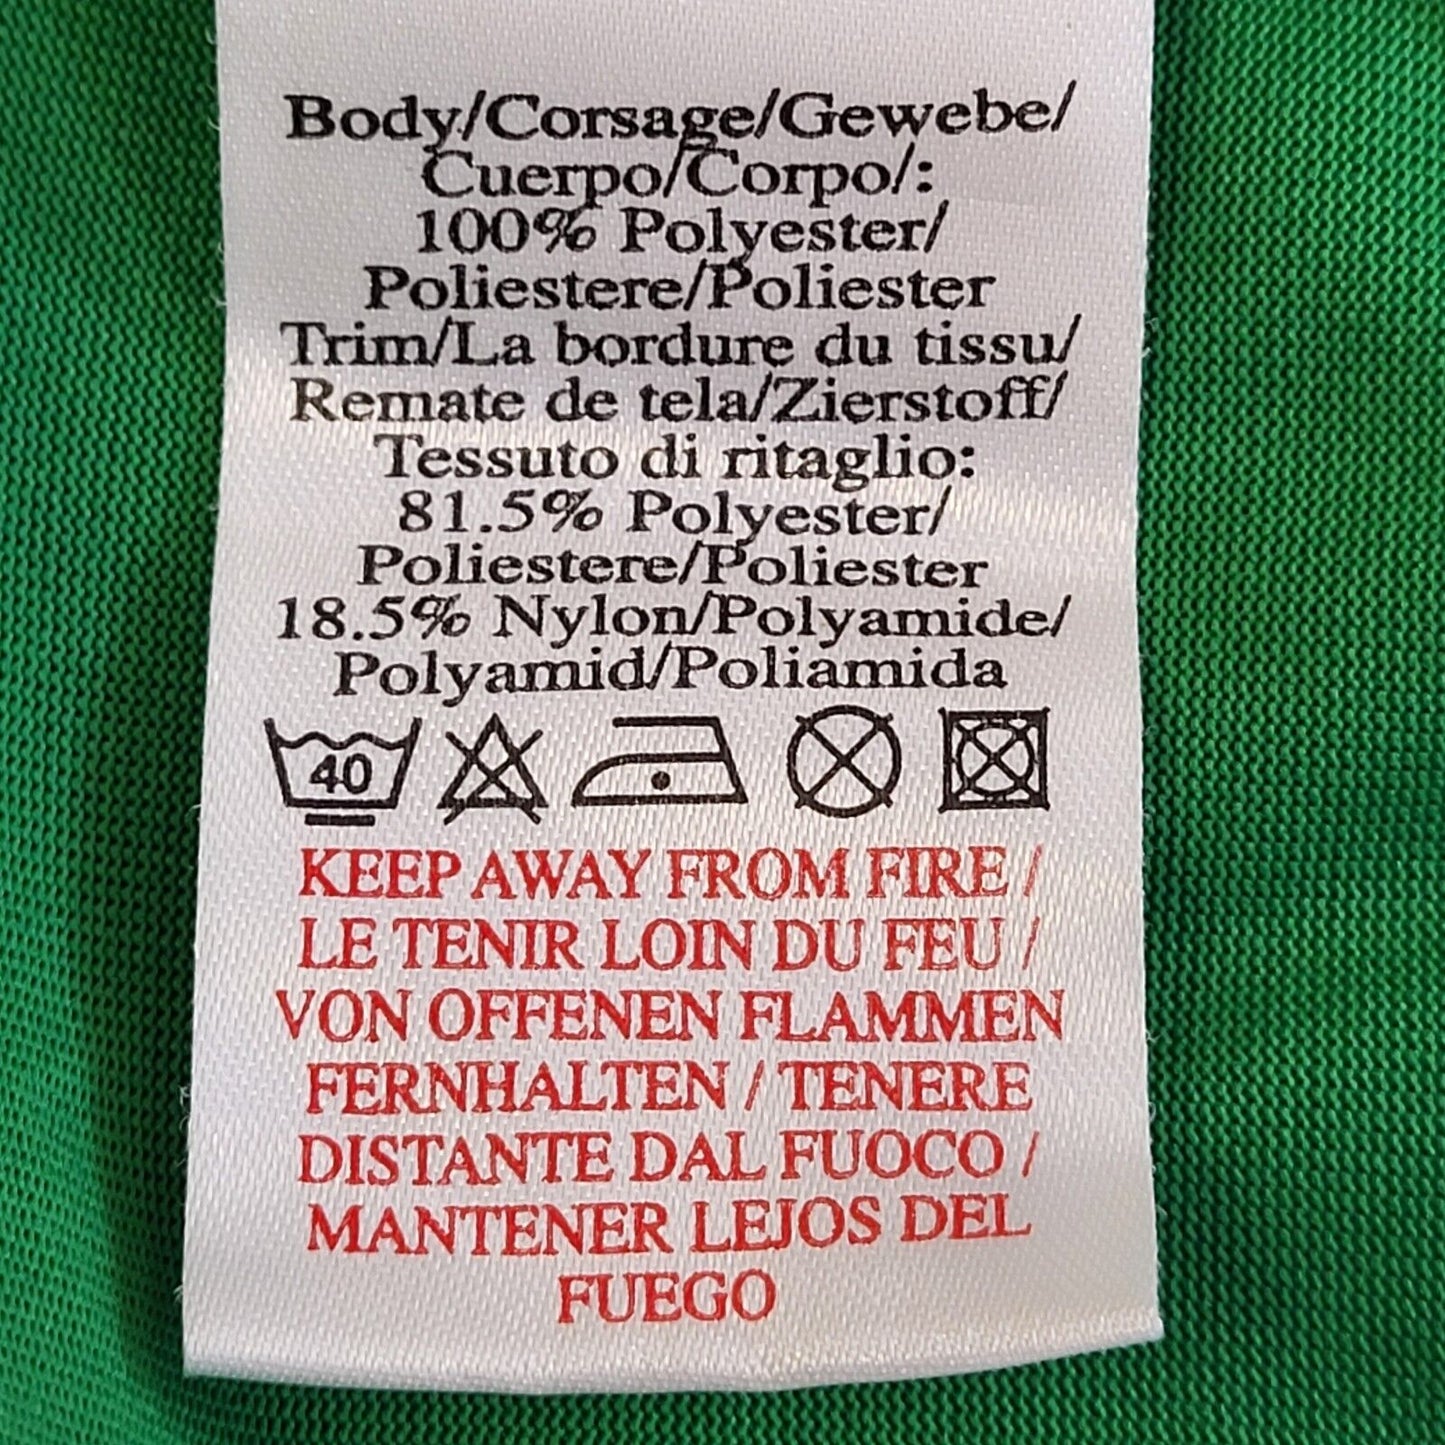 Body/Corsage/Gewebe/
Cuerpo/Corpo/:
100% Polyester/
Poliestere/Poliester
Trim/La bordure du tissu/
Remate de tela/Zierstoff/
Tessuto di ritaglio:
81.5% Polyester/
Poliestere/Poliester
18.5% Nylon/Polyamide/
Polyamid/Poliamida
40
KEEP AWAY FROM FIRE /
LE TENIR LOIN DU FEU /
VON OFFENEN FLAMMEN
FERNHALTEN / TENERE
DISTANTE DAL FUOCO /
MANTENER LEJOS DEL
FUEGO